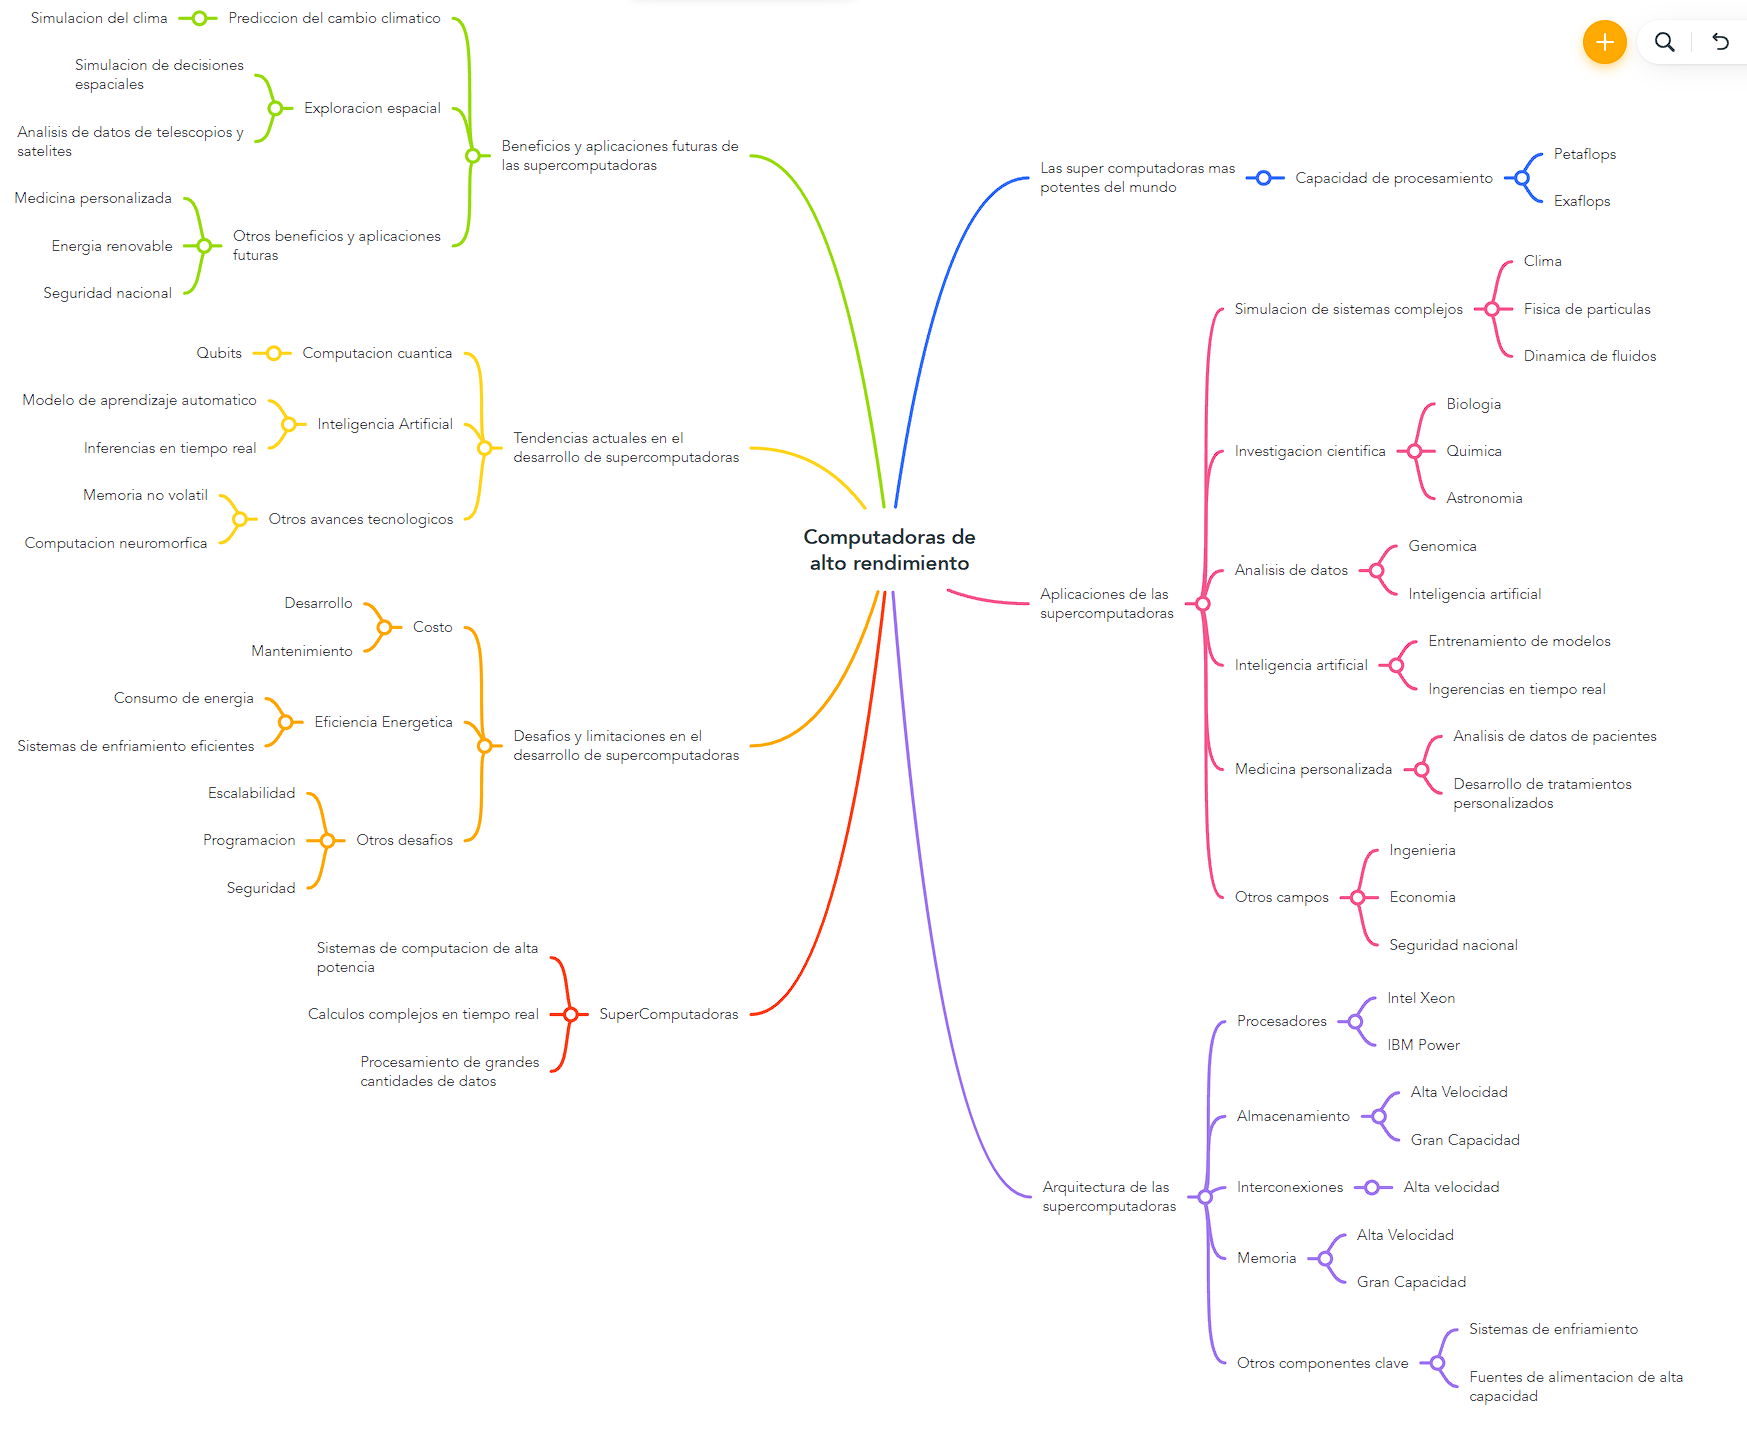 Computadoras de
alto rendimiento
Las super computadoras mas
potentes del mundo
Capacidad de procesamiento
Petaflops
Exaflops
Aplicaciones de las
supercomputadoras
Simulacion de sistemas complejos
Clima
Fisica de particulas
Dinamica de fluidos
Investigacion cientifica
Biologia
Quimica
Astronomia
Analisis de datos
Genomica
Inteligencia artificial
Inteligencia artificial
Entrenamiento de modelos
Ingerencias en tiempo real
Medicina personalizada
Analisis de datos de pacientes
Desarrollo de tratamientos
personalizados
Otros campos
Ingenieria
Economia
Seguridad nacional
Arquitectura de las
supercomputadoras
Procesadores
Intel Xeon
IBM Power
Almacenamiento
Alta Velocidad
Gran Capacidad
Interconexiones
Alta velocidad
Memoria
Alta Velocidad
Gran Capacidad
Otros componentes clave
Sistemas de enfriamiento
Fuentes de alimentacion de alta
capacidad
Beneficios y aplicaciones futuras de
las supercomputadoras
Prediccion del cambio climatico
Simulacion del clima
Exploracion espacial
Simulacion de decisiones
espaciales
Analisis de datos de telescopios y
satelites
Otros beneficios y aplicaciones
futuras
Medicina personalizada
Energia renovable
Seguridad nacional
Tendencias actuales en el
desarrollo de supercomputadoras
Computacion cuantica
Qubits
Inteligencia Artificial
Modelo de aprendizaje automatico
Inferencias en tiempo real
Otros avances tecnologicos
Memoria no volatil
Computacion neuromorfica
Desafios y limitaciones en el
desarrollo de supercomputadoras
Costo
Desarrollo
Mantenimiento
Eficiencia Energetica
Consumo de energia
Sistemas de enfriamiento eficientes
Otros desafios
Escalabilidad
Programacion
Seguridad
SuperComputadoras
Sistemas de computacion de alta
potencia
Calculos complejos en tiempo real
Procesamiento de grandes
cantidades de datos